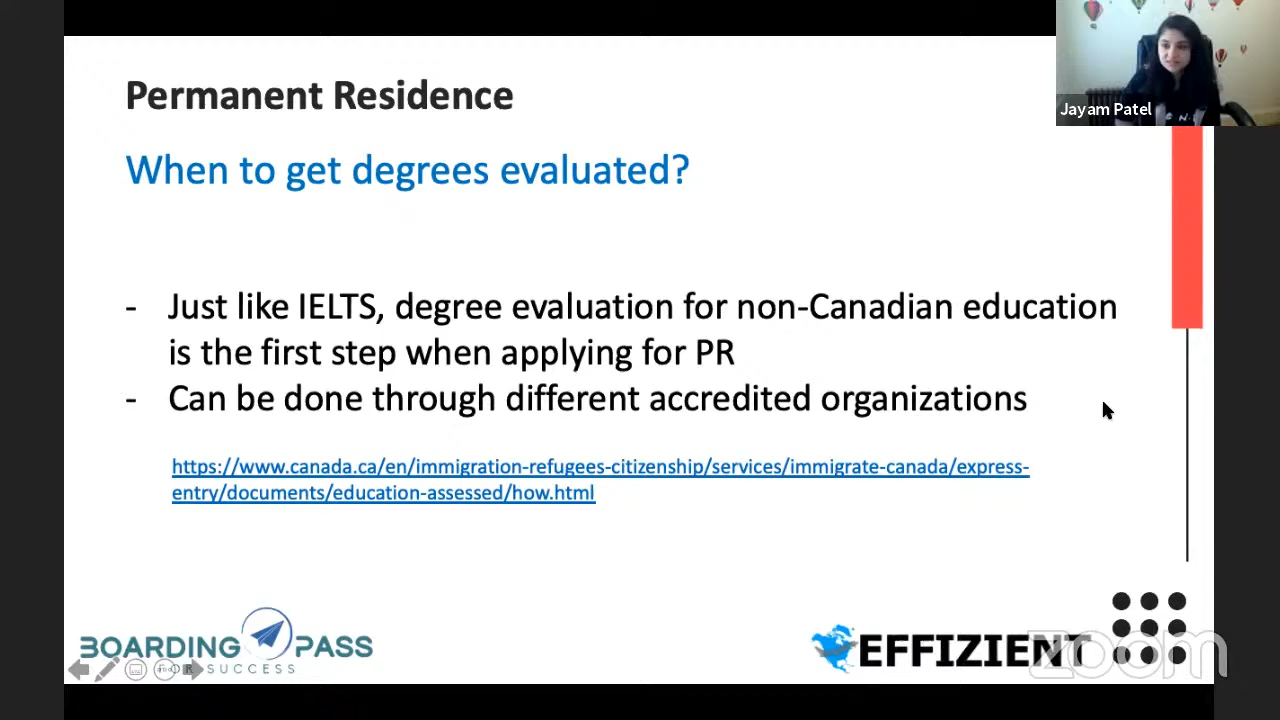 Permanent Residence
Jayam Patel
When to get degrees evaluated?
- Just like IELTS, degree evaluation for non-Canadian education
is the first step when applying for PR
- Can be done through different accredited organizations
https://www.canada.ca/en/immigration-refugees-citizenship/services/immigrate-canada/express-
entry/documents/education-assessed/how.html
BOARDING PASS
FOR SUCCESS
EFFIZIENT
zoom